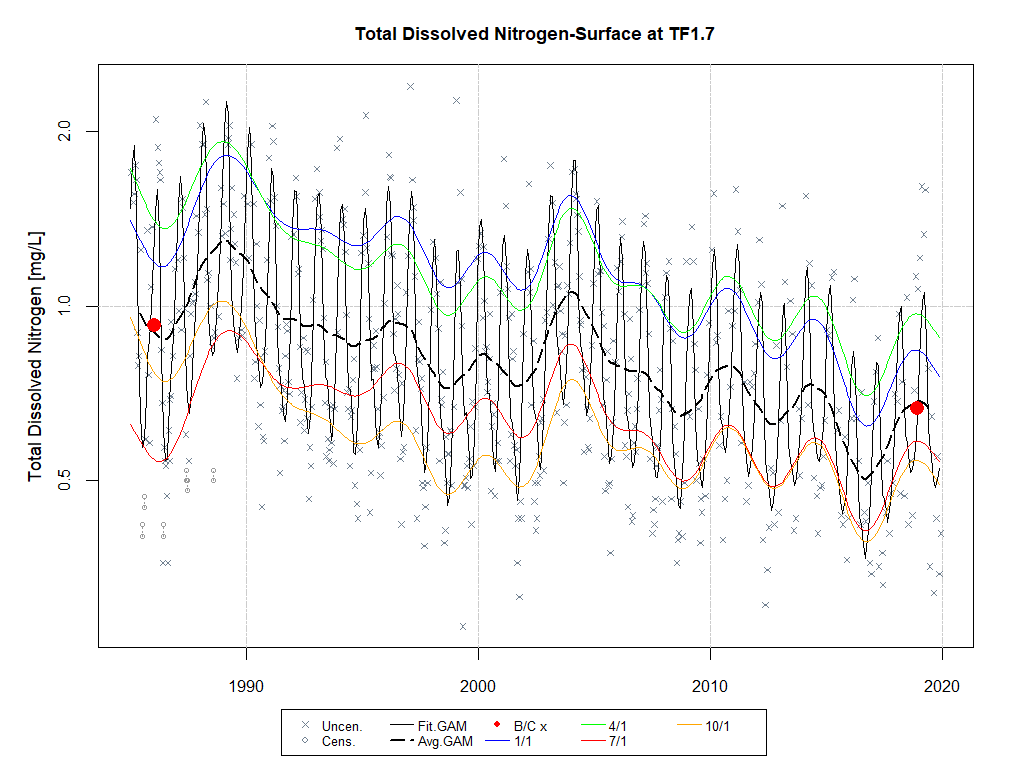 Total Dissolved Nitrogen-Surface at TF1.7
Total Dissolved Nitrogen [mg/L]
2.0
1.0
0.5
1990 2000 2010 2020
Uncen. Fit.GAM B/C x 4/1 10/1
Cens. Avg.GAM 1/1 7/1